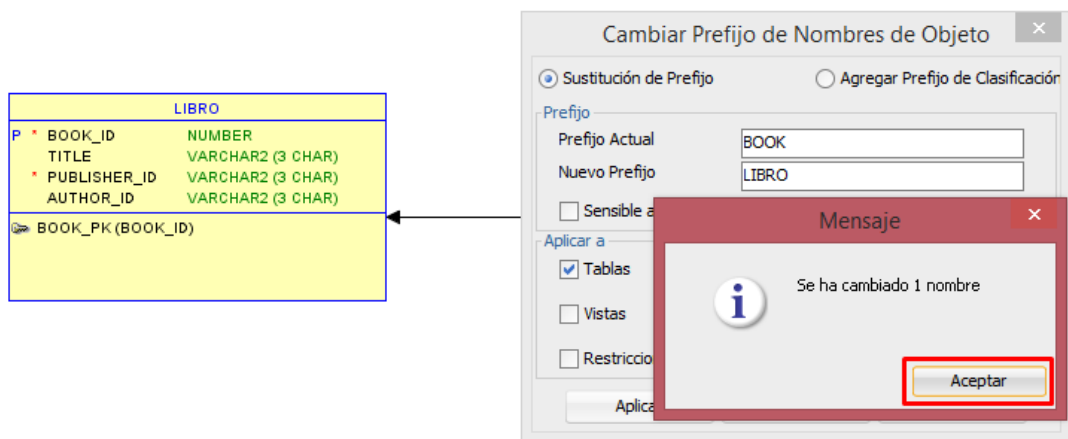 LIBRO
P * BOOK_ID NUMBER
TITLE VARCHAR2 (3 CHAR)
* PUBLISHER_ID VARCHAR2 (3 CHAR)
AUTHOR_ID VARCHAR2 (3 CHAR)
BOOK_PK (BOOK_ID)
Cambiar Prefijo de Nombres de Objeto
Sustitución de Prefijo Agregar Prefijo de Clasificación
Prefijo
Prefijo Actual BOOK
Nuevo Prefijo LIBRO
Sensible a
Aplicar a
Tablas
Vistas
Restriccio
Aplica
Mensaje
Se ha cambiado 1 nombre
Aceptar